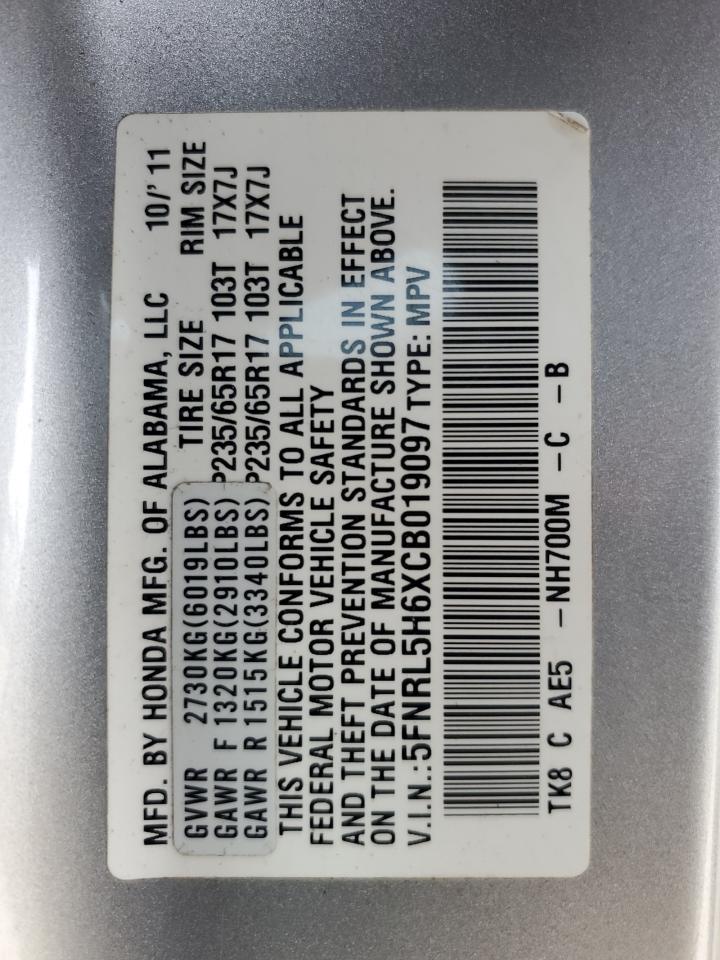 MFD. BY HONDA MFG. OF ALABAMA, LLC 10/' 11
GVWR 2730KG(6019LBS) TIRE SIZE RIM SIZE
GAWR F 1320KG(2910LBS) P235/65R17 103T 17X7J
GAWR R 1515KG(3340LBS) P235/65R17 103T 17X7J
THIS VEHICLE CONFORMS TO ALL APPLICABLE
FEDERAL MOTOR VEHICLE SAFETY
AND THEFT PREVENTION STANDARDS IN EFFECT
ON THE DATE OF MANUFACTURE SHOWN ABOVE.
V.I.N.:5FNRL5H6XCB019097 TYPE: MPV
TK8 C AE5 -NH700M -C -B